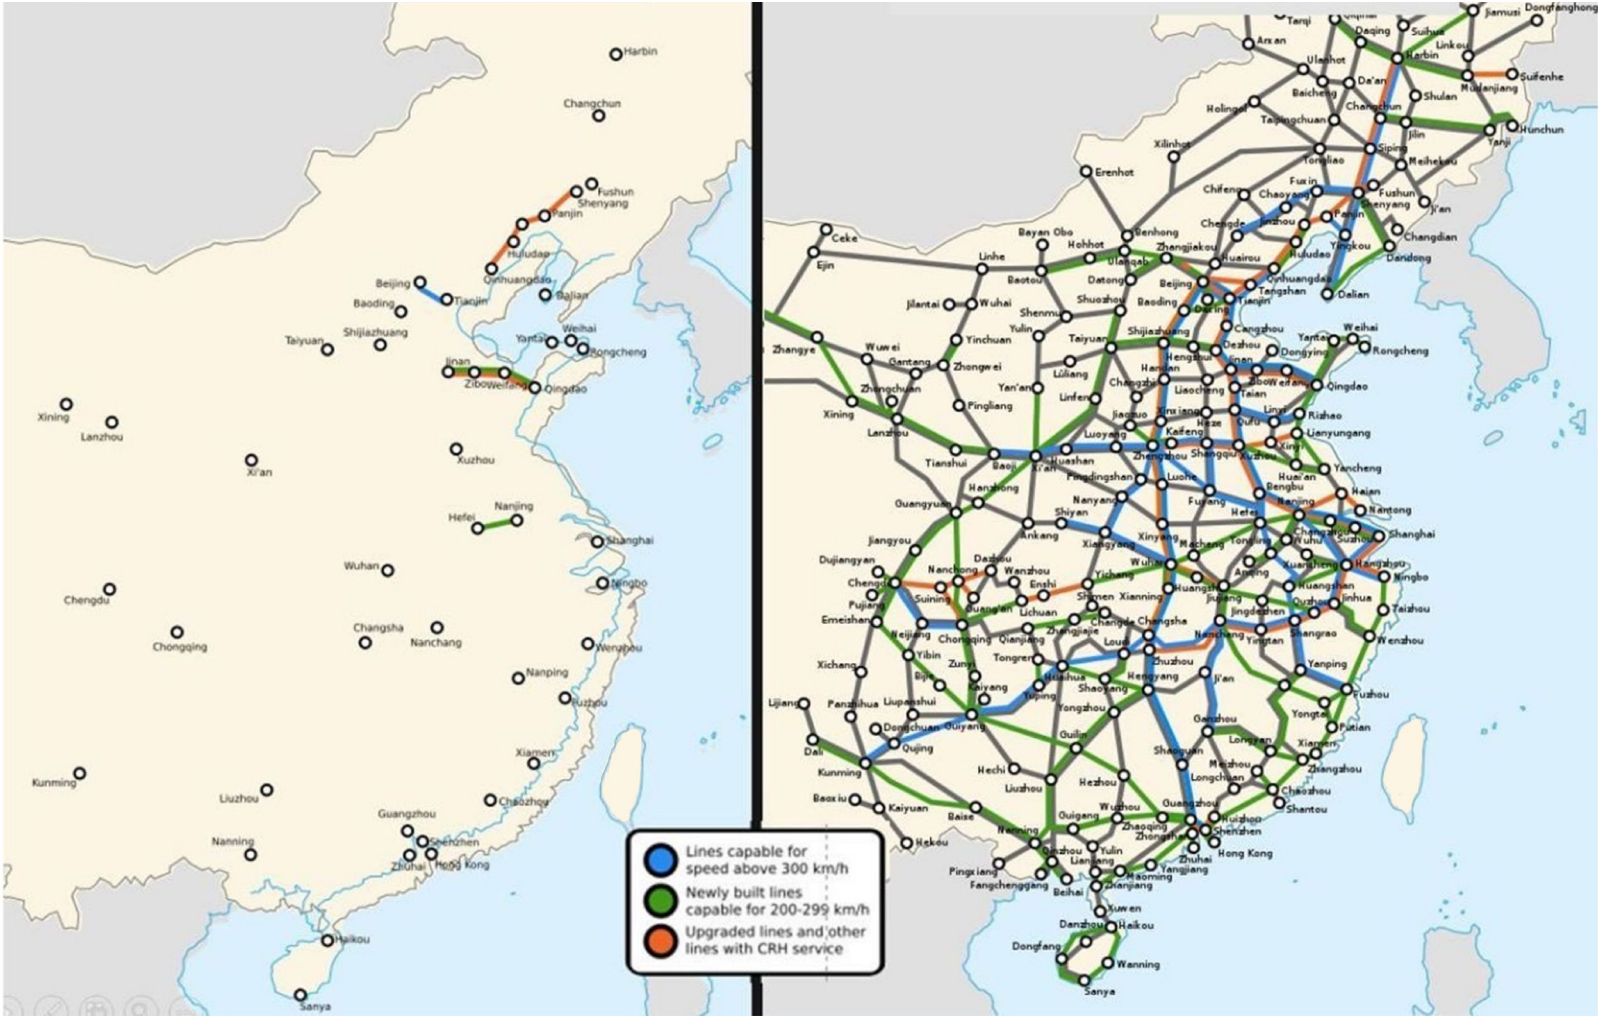 Harbin
Changchun
Fushun
Shenyang
Panjin
Huludao
Qinhuangdao
Beijing
Tianjin
Dalian
Baoding
Shijiazhuang
Taiyuan
Weihai
Yantai
Rongcheng
Jinan
Zibo
Weifang
Qingdao
Xining
Lanzhou
Xuzhou
Xi'an
Nanjing
Hefei
Shanghai
Wuhan
Ningbo
Chengdu
Changsha
Nanchang
Chongqing
Wenzhou
Nanping
Fuzhou
Xiamen
Kunming
Liuzhou
Chaozhou
Guangzhou
Shenzhen
Nanning
Zhuhai
Hong Kong
Haikou
Sanya
Lines capable for
speed above 300 km/h
Newly built lines
capable for 200-299 km/h
Upgraded lines and other
lines with CRH service
Jiamusi
Dongfanghong
Tarqi
Daqing
Suihua
Arxan
Linkou
Harbin
Ulanhot
Da'an
Suifenhe
Mudanjiang
Baicheng
Shulan
Holingol
Changchun
Taipingchuan
Jilin
Hunchun
Yanji
Xilinhot
Siping
Tongliao
Meihekou
Erenhot
Fuxin
Chifeng
Chaoyang
Fushun
Shenyang
Ji'an
Panjin
Jinzhou
Chengde
Ceke
Bayan Obo
Benhong
Changdian
Yingkou
Hohhot
Zhangjiakou
Ejin
Linhe
Ulanqab
Huairou
Huludao
Dandong
Baotou
Datong
Beijing
Qinhuangdao
Tangshan
Dalian
Jilantai
Wuhai
Shuozhou
Baoding
Tianjin
Shenmu
Cangzhou
Yulin
Shijiazhuang
Yantai
Weihai
Zhangye
Wuwei
Yinchuan
Taiyuan
Dezhou
Dongying
Rongcheng
Hengshui
Jinan
Gantang
Zhongwei
Lüliang
Handan
Zibo
Weifang
Zhongchuan
Yan'an
Changzhi
Liaocheng
Taian
Qingdao
Xining
Pingliang
Linfen
Jiaozuo
Xinxiang
Heze
Linyi
Rizhao
Lanzhou
Luoyang
Kaifeng
Qufu
Lianyungang
Tianshui
Baoji
Xi'an
Huashan
Zhengzhou
Shangqiu
Xuzhou
Xinyi
Pingdingshan
Luohe
Huai'an
Yancheng
Hanzhong
Nanyang
Fuyang
Bengbu
Haian
Guangyuan
Shiyan
Nanjing
Nantong
Hefei
Jiangyou
Ankang
Xiangyang
Xinyang
Changzhou
Suzhou
Shanghai
Macheng
Tongling
Wuhu
Dujiangyan
Dazhou
Wuhan
Xuancheng
Hangzhou
Chengdu
Nanchong
Wanzhou
Enshi
Yichang
Anqing
Ningbo
Pujiang
Suining
Guang'an
Lichuan
Shimen
Xianning
Huangshi
Jiujiang
Huangshan
Quzhou
Jinhua
Emeishan
Jingdezhen
Taizhou
Neijiang
Chongqing
Qianjiang
Zhangjiajie
Changde
Changsha
Nanchang
Yingtan
Shangrao
Wenzhou
Yibin
Tongren
Loudi
Zhuzhou
Xichang
Zunyi
Huaihua
Hengyang
Ji'an
Yanping
Bijie
Kaiyang
Yuping
Shaoyang
Fuzhou
Lijiang
Panzhihua
Liupanshui
Yongzhou
Yongtai
Dongchuan
Guiyang
Ganzhou
Putian
Dali
Qujing
Guilin
Shaoguan
Longyan
Xiamen
Kunming
Hechi
Meizhou
Zhangzhou
Liuzhou
Hezhou
Longchuan
Chaozhou
Baoxiu
Kaiyuan
Wuzhou
Guangzhou
Shantou
Baise
Guigang
Zhaoqing
Huizhou
Nanning
Zhongshan
Shenzhen
Hekou
Qinzhou
Yulin
Zhuhai
Hong Kong
Pingxiang
Lianjiang
Yangjiang
Maoming
Fangchenggang
Beihai
Zhanjiang
Xuwen
Danzhou
Haikou
Dongfang
Wanning
Sanya